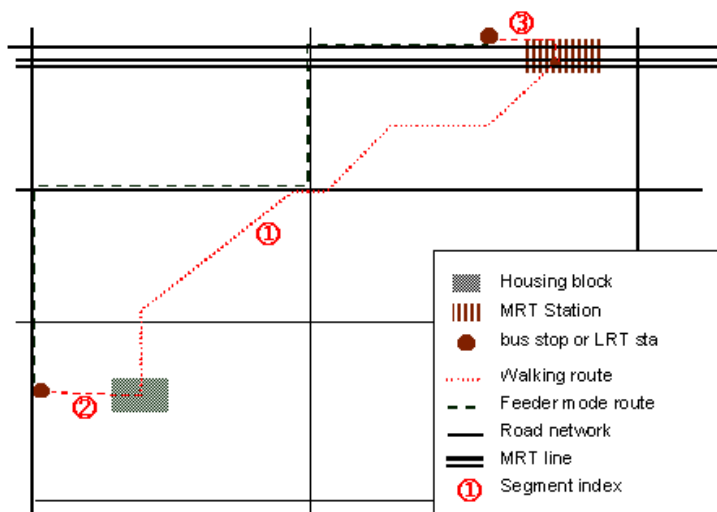 ③
①
②
Housing block
MRT Station
bus stop or LRT sta
Walking route
Feeder mode route
Road network
MRT line
① Segment index